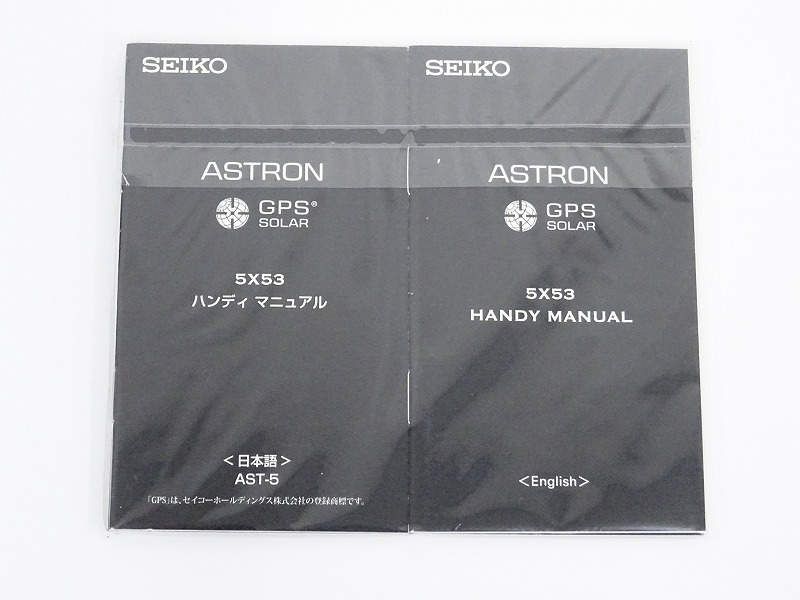 SEIKO
ASTRON
GPS®
SOLAR
5X53
ハンディ マニュアル
<日本語>
AST-5
「GPS」は、セイコーホールディングス株式会社の登録商標です。
SEIKO
ASTRON
GPS
SOLAR
5X53
HANDY MANUAL
<English>